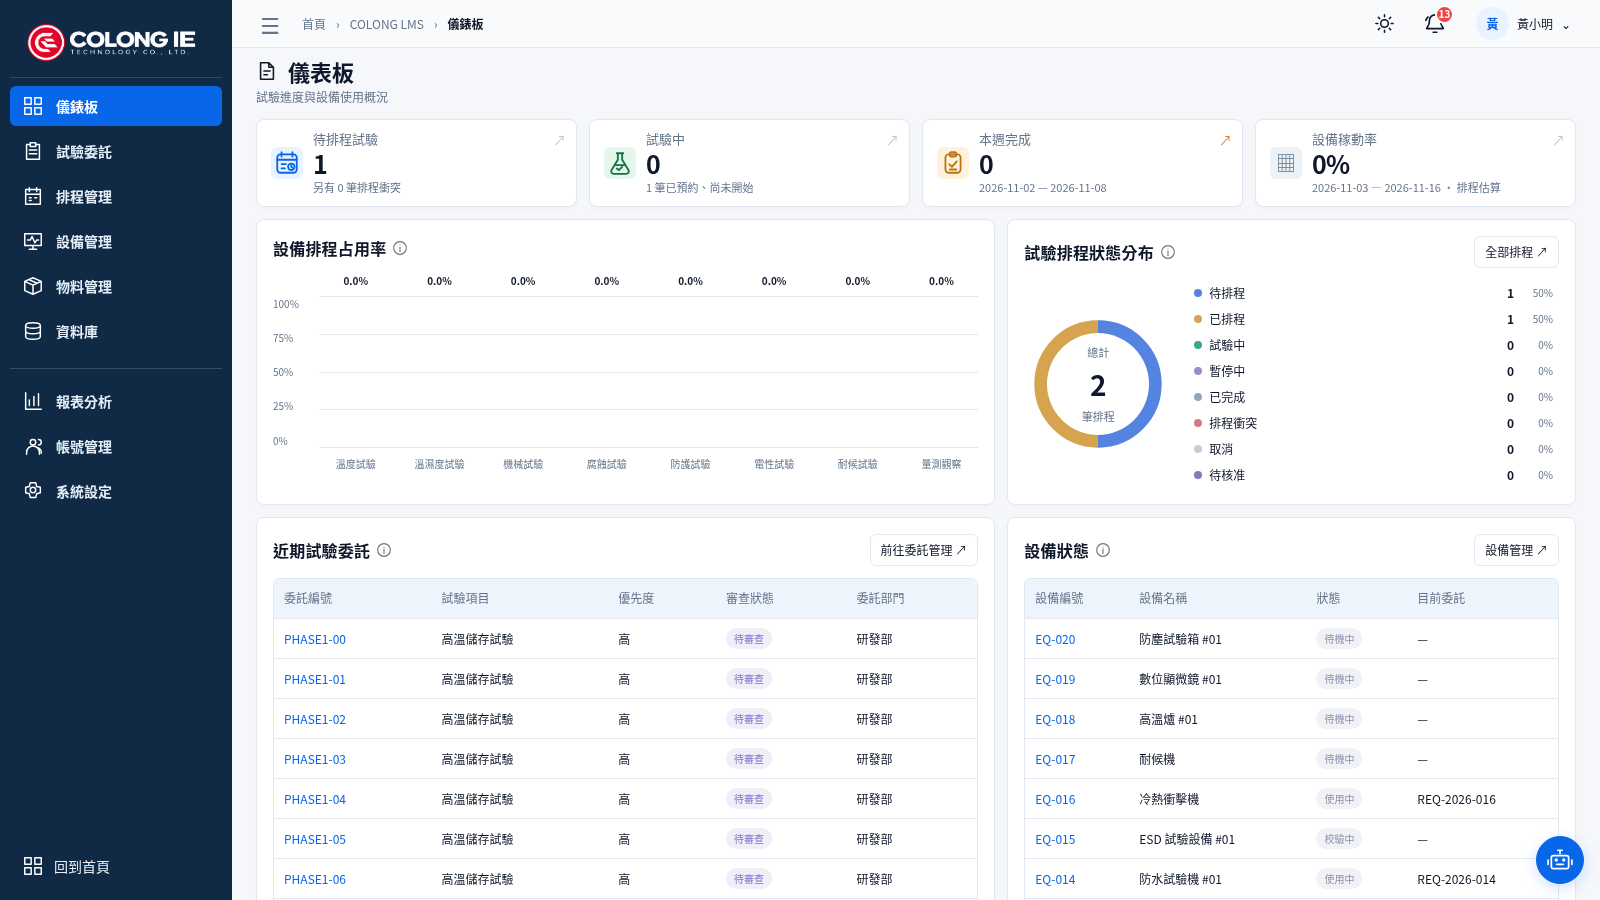 COLONG IE
TECHNOLOGY CO., LTD.
儀錶板
試驗委託
排程管理
設備管理
物料管理
資料庫
報表分析
帳號管理
系統設定
回到首頁
首頁 › COLONG LMS › 儀錶板
13
黃 黃小明
儀表板
試驗進度與設備使用概況
待排程試驗
1
另有 0 筆排程衝突
試驗中
0
1 筆已預約、尚未開始
本週完成
0
2026-11-02 — 2026-11-08
設備稼動率
0%
2026-11-03 — 2026-11-16 · 排程估算
設備排程占用率
0.0% 0.0% 0.0% 0.0% 0.0% 0.0% 0.0% 0.0%
100%
75%
50%
25%
0%
溫度試驗 溫濕度試驗 機械試驗 腐蝕試驗 防護試驗 電性試驗 耐候試驗 量測觀察
試驗排程狀態分布
全部排程 ↗
總計
2
筆排程
待排程 1 50%
已排程 1 50%
試驗中 0 0%
暫停中 0 0%
已完成 0 0%
排程衝突 0 0%
取消 0 0%
待核准 0 0%
近期試驗委託
前往委託管理 ↗
委託編號 試驗項目 優先度 審查狀態 委託部門
PHASE1-00 高溫儲存試驗 高 待審查 研發部
PHASE1-01 高溫儲存試驗 高 待審查 研發部
PHASE1-02 高溫儲存試驗 高 待審查 研發部
PHASE1-03 高溫儲存試驗 高 待審查 研發部
PHASE1-04 高溫儲存試驗 高 待審查 研發部
PHASE1-05 高溫儲存試驗 高 待審查 研發部
PHASE1-06 高溫儲存試驗 高 待審查 研發部
設備狀態
設備管理 ↗
設備編號 設備名稱 狀態 目前委託
EQ-020 防塵試驗箱 #01 待機中 —
EQ-019 數位顯微鏡 #01 待機中 —
EQ-018 高溫爐 #01 待機中 —
EQ-017 耐候機 待機中 —
EQ-016 冷熱衝擊機 使用中 REQ-2026-016
EQ-015 ESD 試驗設備 #01 校驗中 —
EQ-014 防水試驗機 #01 使用中 REQ-2026-014